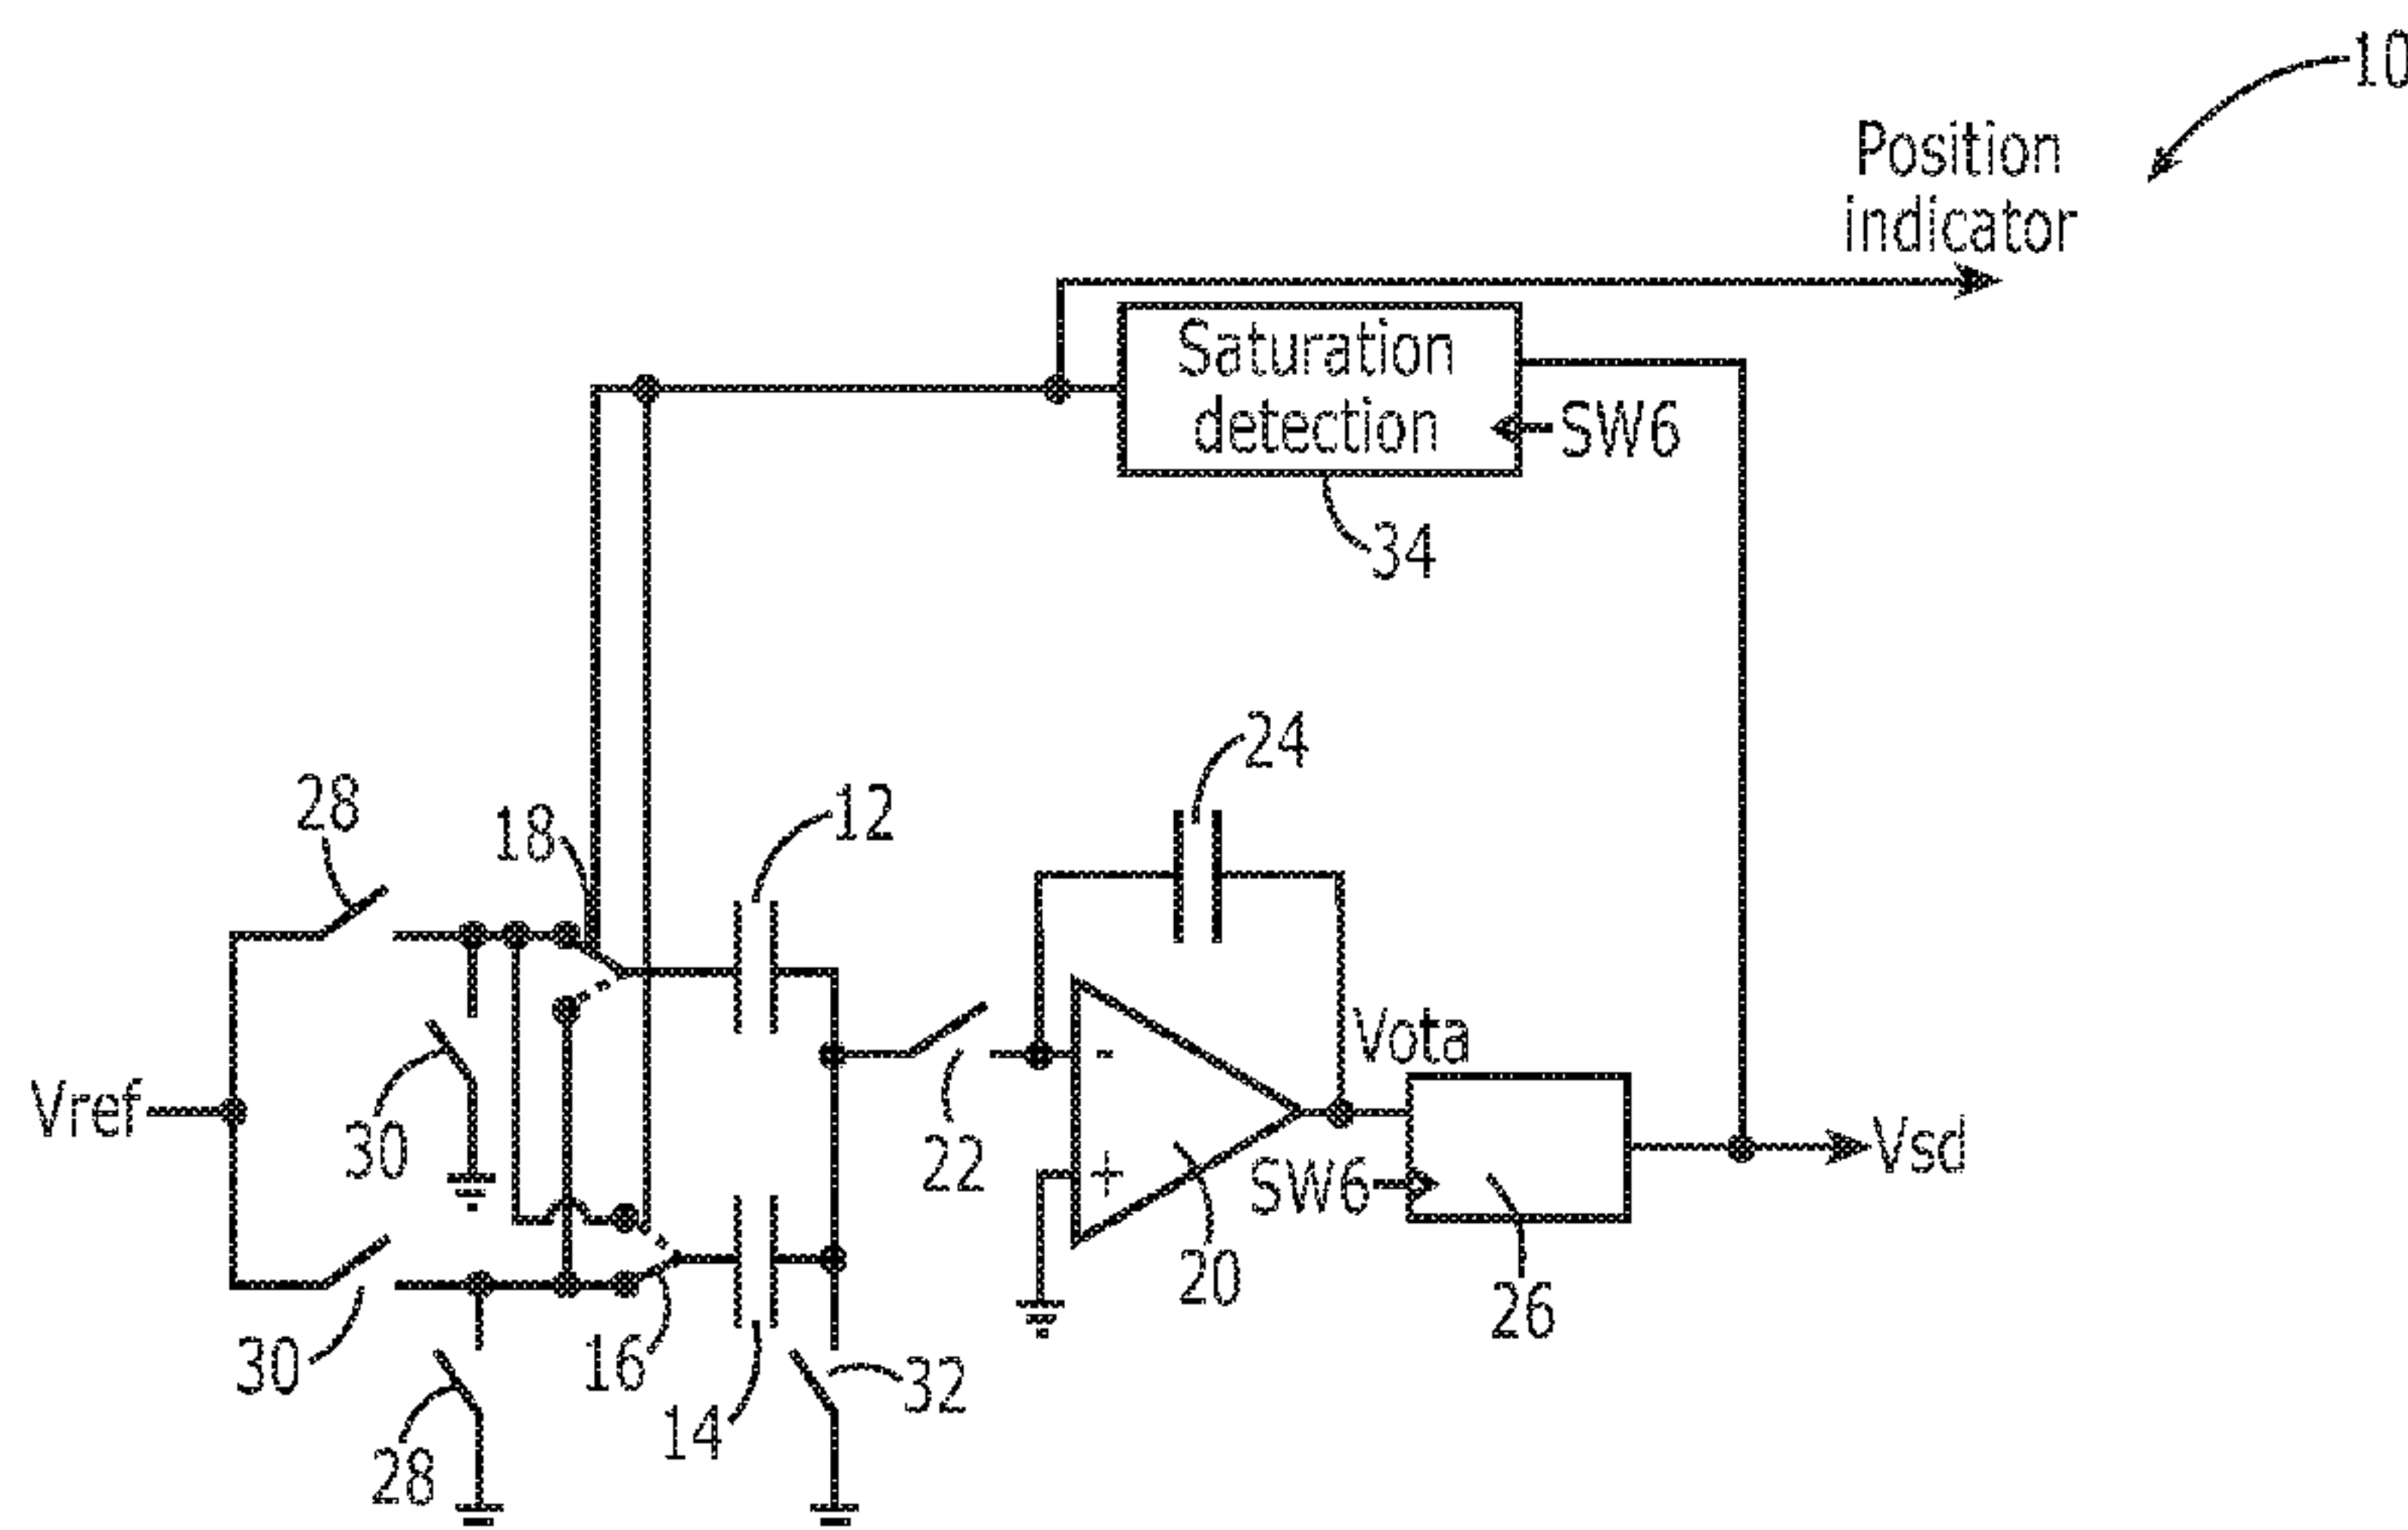 10
Position
indicator
Saturation
detection
SW6
34
24
28
18
12
30
Vref
Vota
22
SW6
Vsd
20
26
30
16
14
32
28